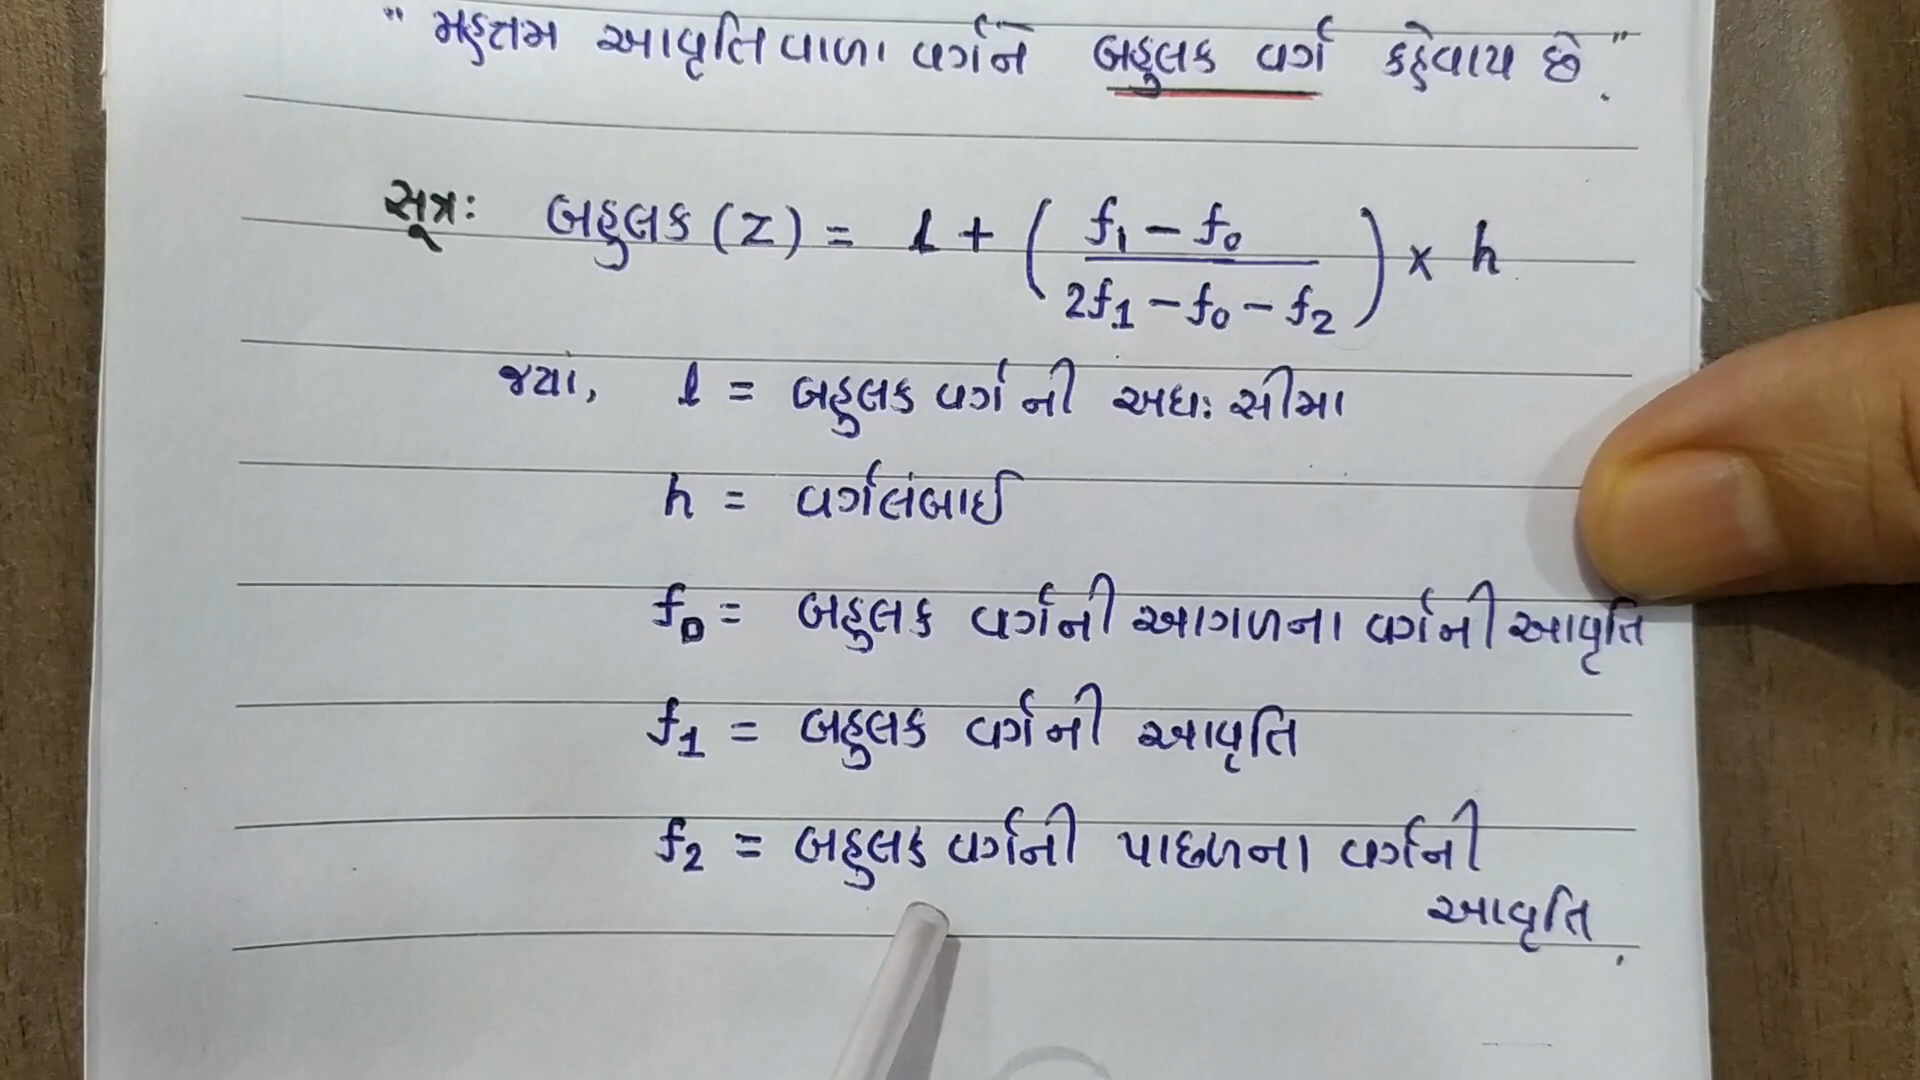 "મહત્તમ આવૃતિ વાળા વર્ગને બહુલક વર્ગ કહેવાય છે."
સૂત્ર: બહુલક (Z) = l + ( f₁ - f₀ / 2f₁ - f₀ - f₂ ) × h
જ્યા, l = બહુલક વર્ગ ની અધઃ સીમા
h = વર્ગલંબાઈ
f₀ = બહુલક વર્ગની આગળના વર્ગની આવૃતિ
f₁ = બહુલક વર્ગની આવૃતિ
f₂ = બહુલક વર્ગની પાછળના વર્ગની
આવૃતિ.